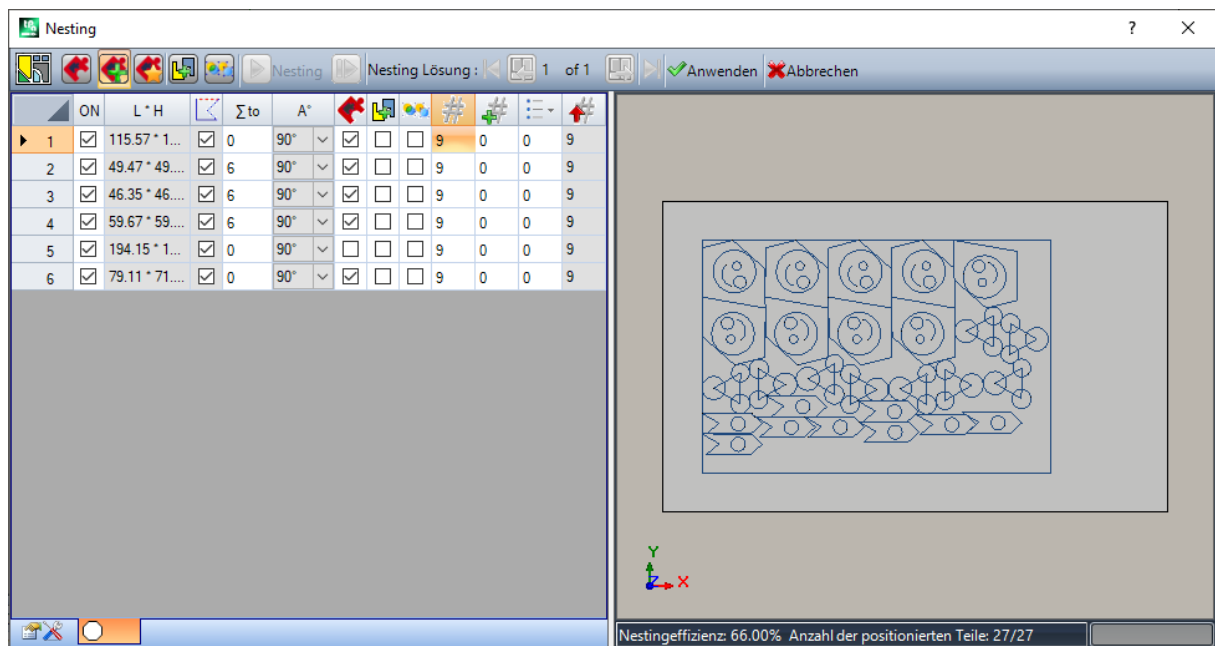 Nesting ?
Nesting Nesting Lösung : 1 of 1 Anwenden Abbrechen
ON L * H Σ to A°
1 115.57 * 1... 0 90° 9 0 0 9
2 49.47 * 49.... 6 90° 9 0 0 9
3 46.35 * 46.... 6 90° 9 0 0 9
4 59.67 * 59.... 6 90° 9 0 0 9
5 194.15 * 1... 0 90° 9 0 0 9
6 79.11 * 71.... 0 90° 9 0 0 9
Y
Z X
Nestingeffizienz: 66.00% Anzahl der positionierten Teile: 27/27